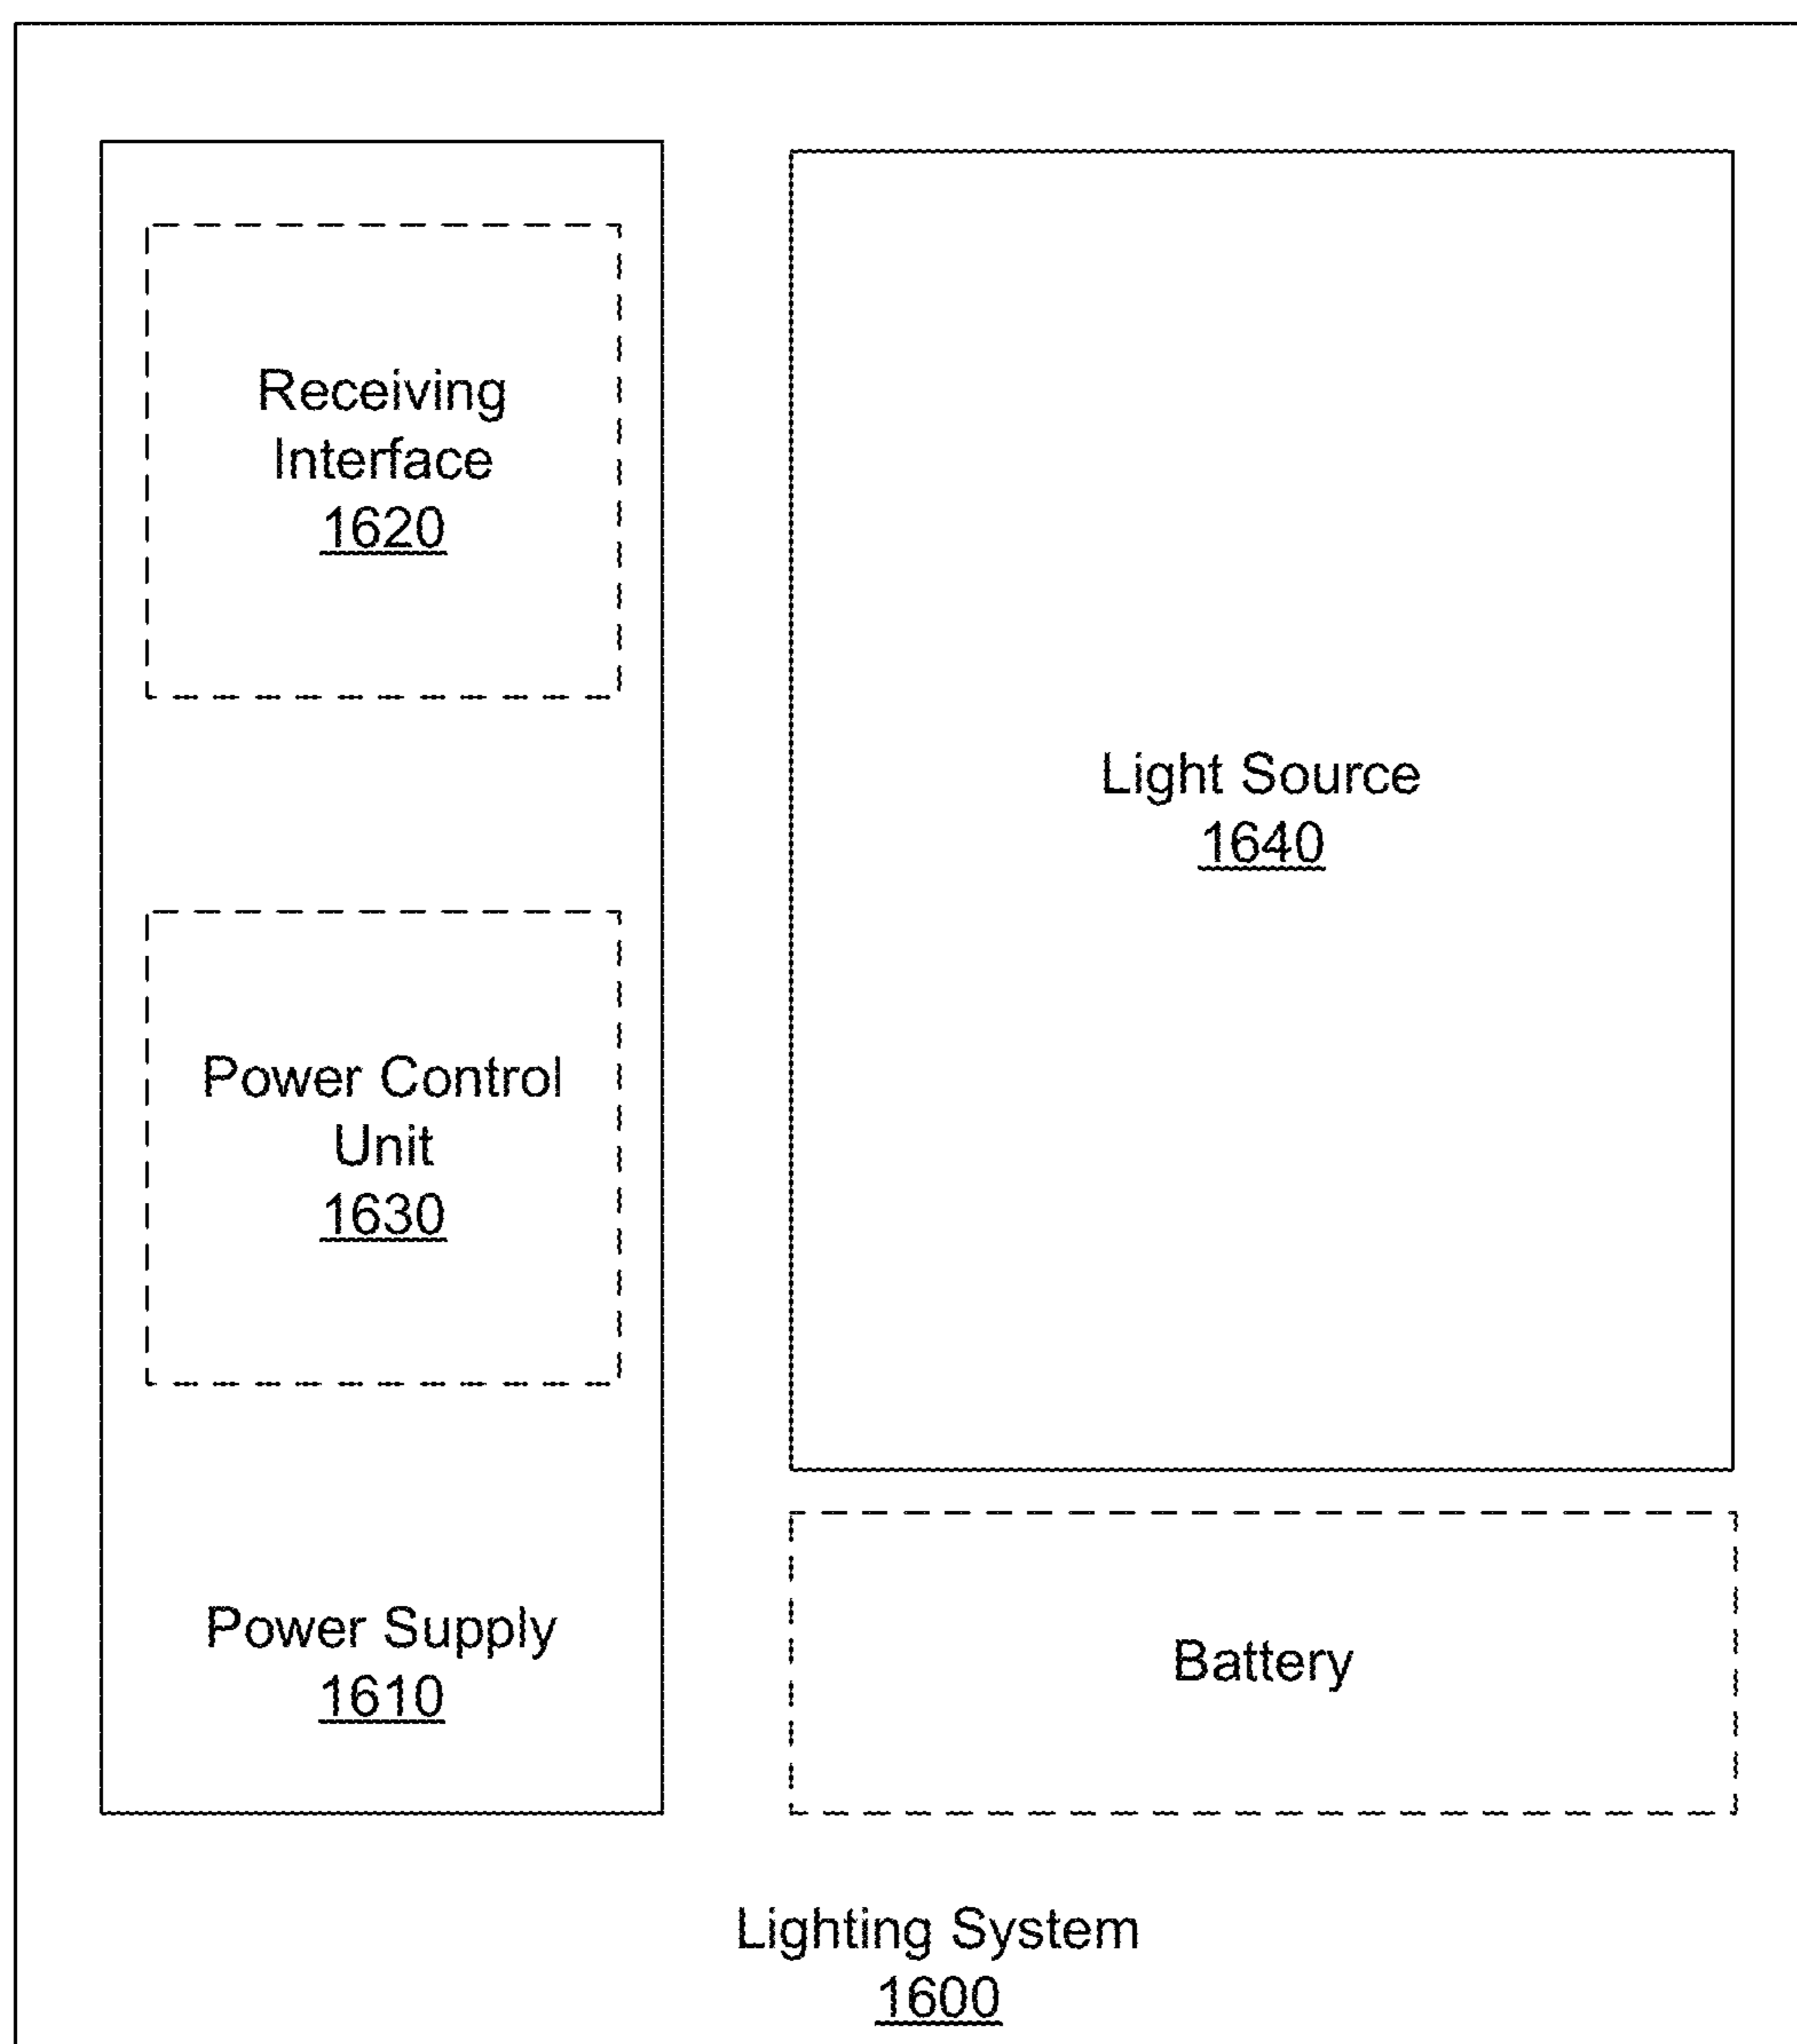 Receiving
Interface
1620
Power Control
Unit
1630
Power Supply
1610
Light Source
1640
Battery
Lighting System
1600